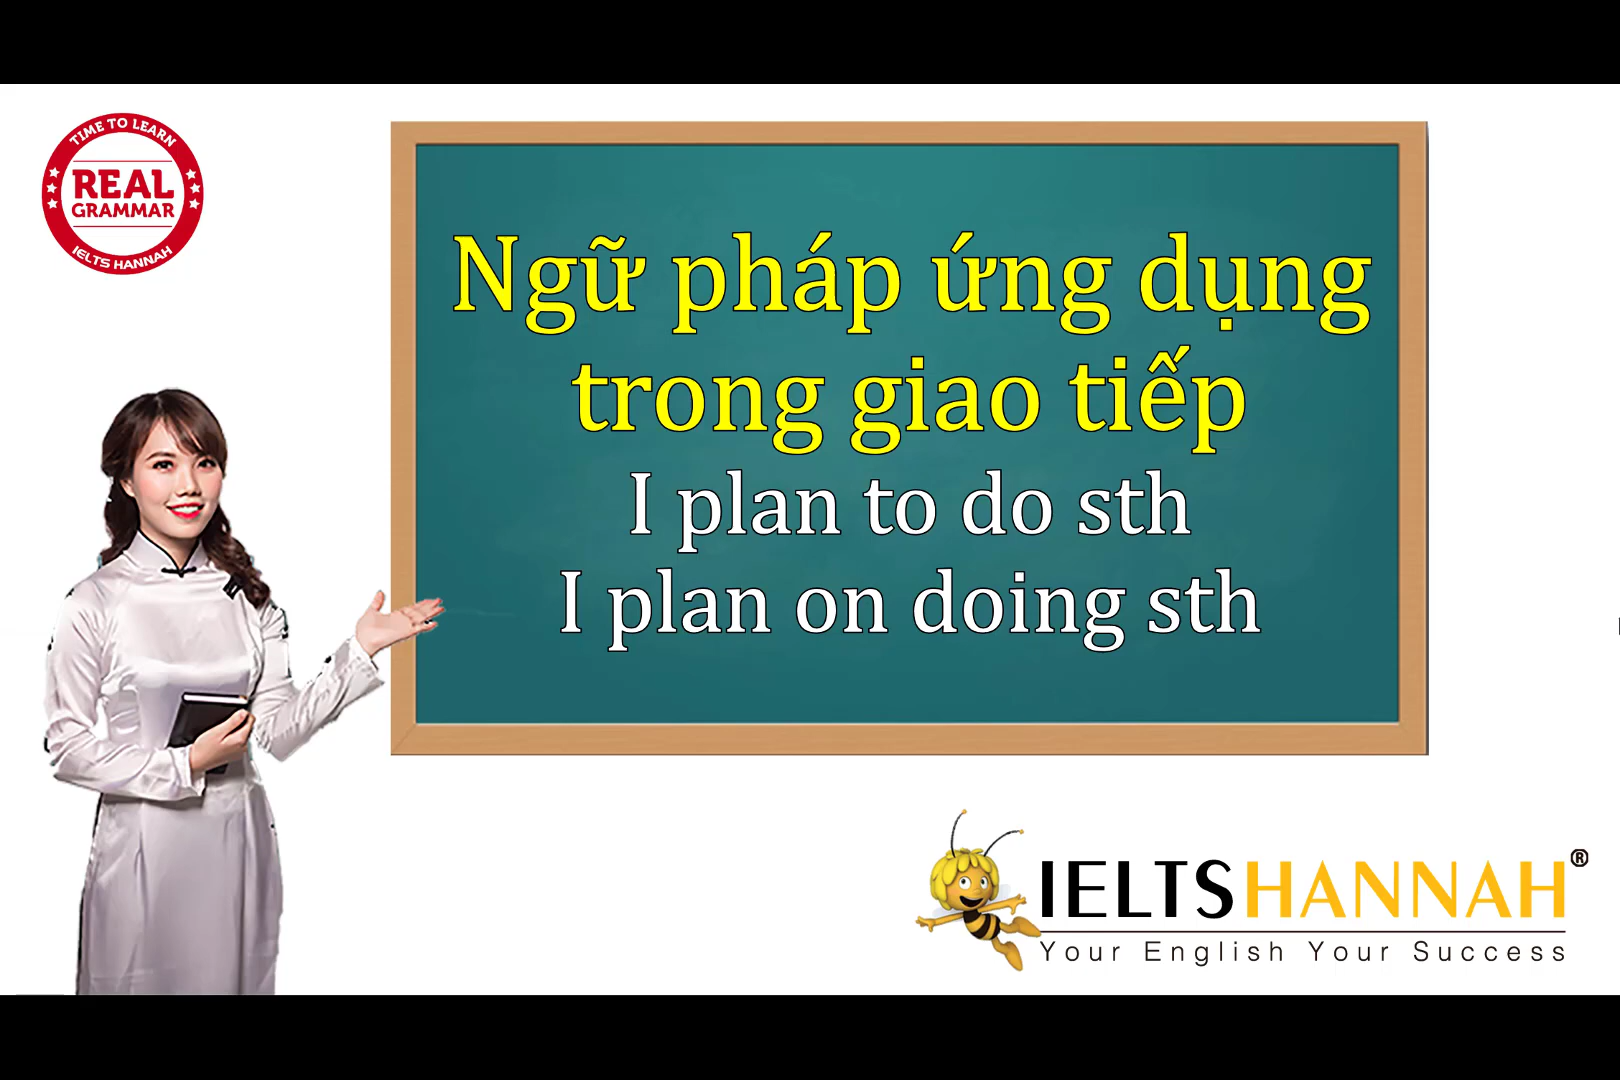 TIME TO LEARN
REAL
GRAMMAR
IELTS HANNAH
Ngữ pháp ứng dụng
trong giao tiếp
I plan to do sth
I plan on doing sth
IELTSHANNAH®
Your English Your Success